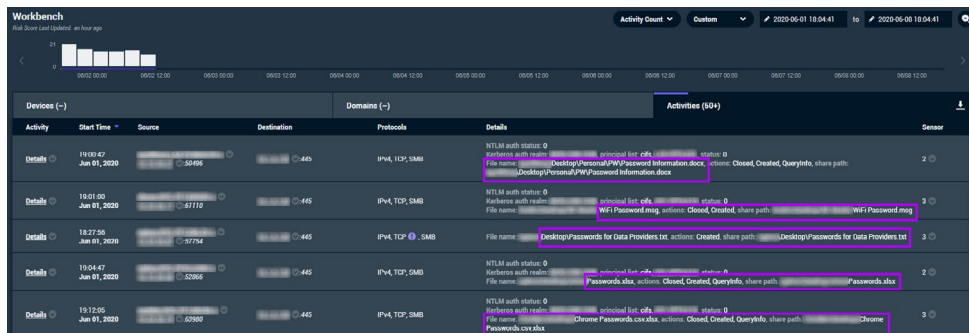 Workbench
Risk Score Last Updated: an hour ago
Activity Count
Custom
2020-06-01 18:04:41 to 2020-06-08 18:04:41
21
0
06/02 00:00 06/02 12:00 06/03 00:00 06/03 12:00 06/04 00:00 06/04 12:00 06/05 00:00 06/05 12:00 06/06 00:00 06/06 12:00 06/07 00:00 06/07 12:00 06/08 00:00 06/08 12:00
Devices (–) Domains (–) Activities (50+)
Activity Start Time Source Destination Protocols Details Sensor
NTLM auth status: 0
Details 19:00:47 Jun 01, 2020 :50496 :445 IPv4, TCP, SMB Kerberos auth realm: principal list: cifs, status: 0 2
File name: Desktop\Personal\PW\Password Information.docx, actions: Closed, Created, QueryInfo, share path:
Desktop\Personal\PW\Password Information.docx
NTLM auth status: 0
Details 19:01:00 Jun 01, 2020 :61110 :445 IPv4, TCP, SMB Kerberos auth realm: principal list: cifs, status: 0 3
File name: WiFi Password.msg, actions: Closed, Created, share path: WiFi Password.msg
Details 18:27:56 Jun 01, 2020 :57754 :445 IPv4, TCP , SMB File name: Desktop\Passwords for Data Providers.txt, actions: Created, share path: Desktop\Passwords for Data Providers.txt 3
NTLM auth status: 0
Details 19:04:47 Jun 01, 2020 :52866 :445 IPv4, TCP, SMB Kerberos auth realm: principal list: cifs, status: 0 2
File name: Passwords.xlsx, actions: Closed, Created, QueryInfo, share path: Passwords.xlsx
NTLM auth status: 0
Details 19:12:05 Jun 01, 2020 :60980 :445 IPv4, TCP, SMB Kerberos auth realm: principal list: cifs, status: 0 3
File name: Chrome Passwords.csv.xlsx, actions: Closed, Created, QueryInfo, share path: Chrome
Passwords.csv.xlsx